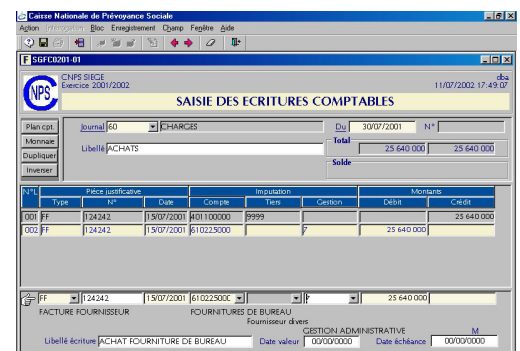 Caisse Nationale de Prévoyance Sociale
Action Bloc Enregistrement Champ Fenêtre Aide
SGFC0201-01
CNPS SIEGE dba
Exercice 2001/2002 11/07/2002 17:49:07
NPS
SAISIE DES ECRITURES COMPTABLES
Plan cpt. Journal 60 CHARGES Du 30/07/2001 N°
Monnaie Total
Libellé ACHATS 25 640 000 25 640 000
Dupliquer
Solde
Inverser
N°L Pièce justificative Imputation Montants
Type N° Date Compte Tiers Gestion Débit Crédit
001 FF 124242 15/07/2001 401100000 9999 25 640 000
002 FF 124242 15/07/2001 610225000 7 25 640 000
FF 124242 15/07/2001 610225000 7 25 640 000
FACTURE FOURNISSEUR FOURNITURES DE BUREAU
Fournisseur divers
GESTION ADMINISTRATIVE M
Libellé écriture ACHAT FOURNITURE DE BUREAU Date valeur 00/00/0000 Date échéance 00/00/0000